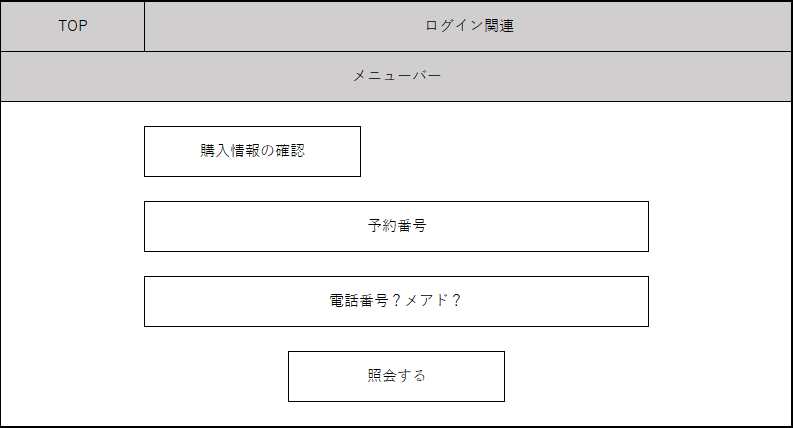 TOP
ログイン関連
メニューバー
購入情報の確認
予約番号
電話番号？メアド？
照会する